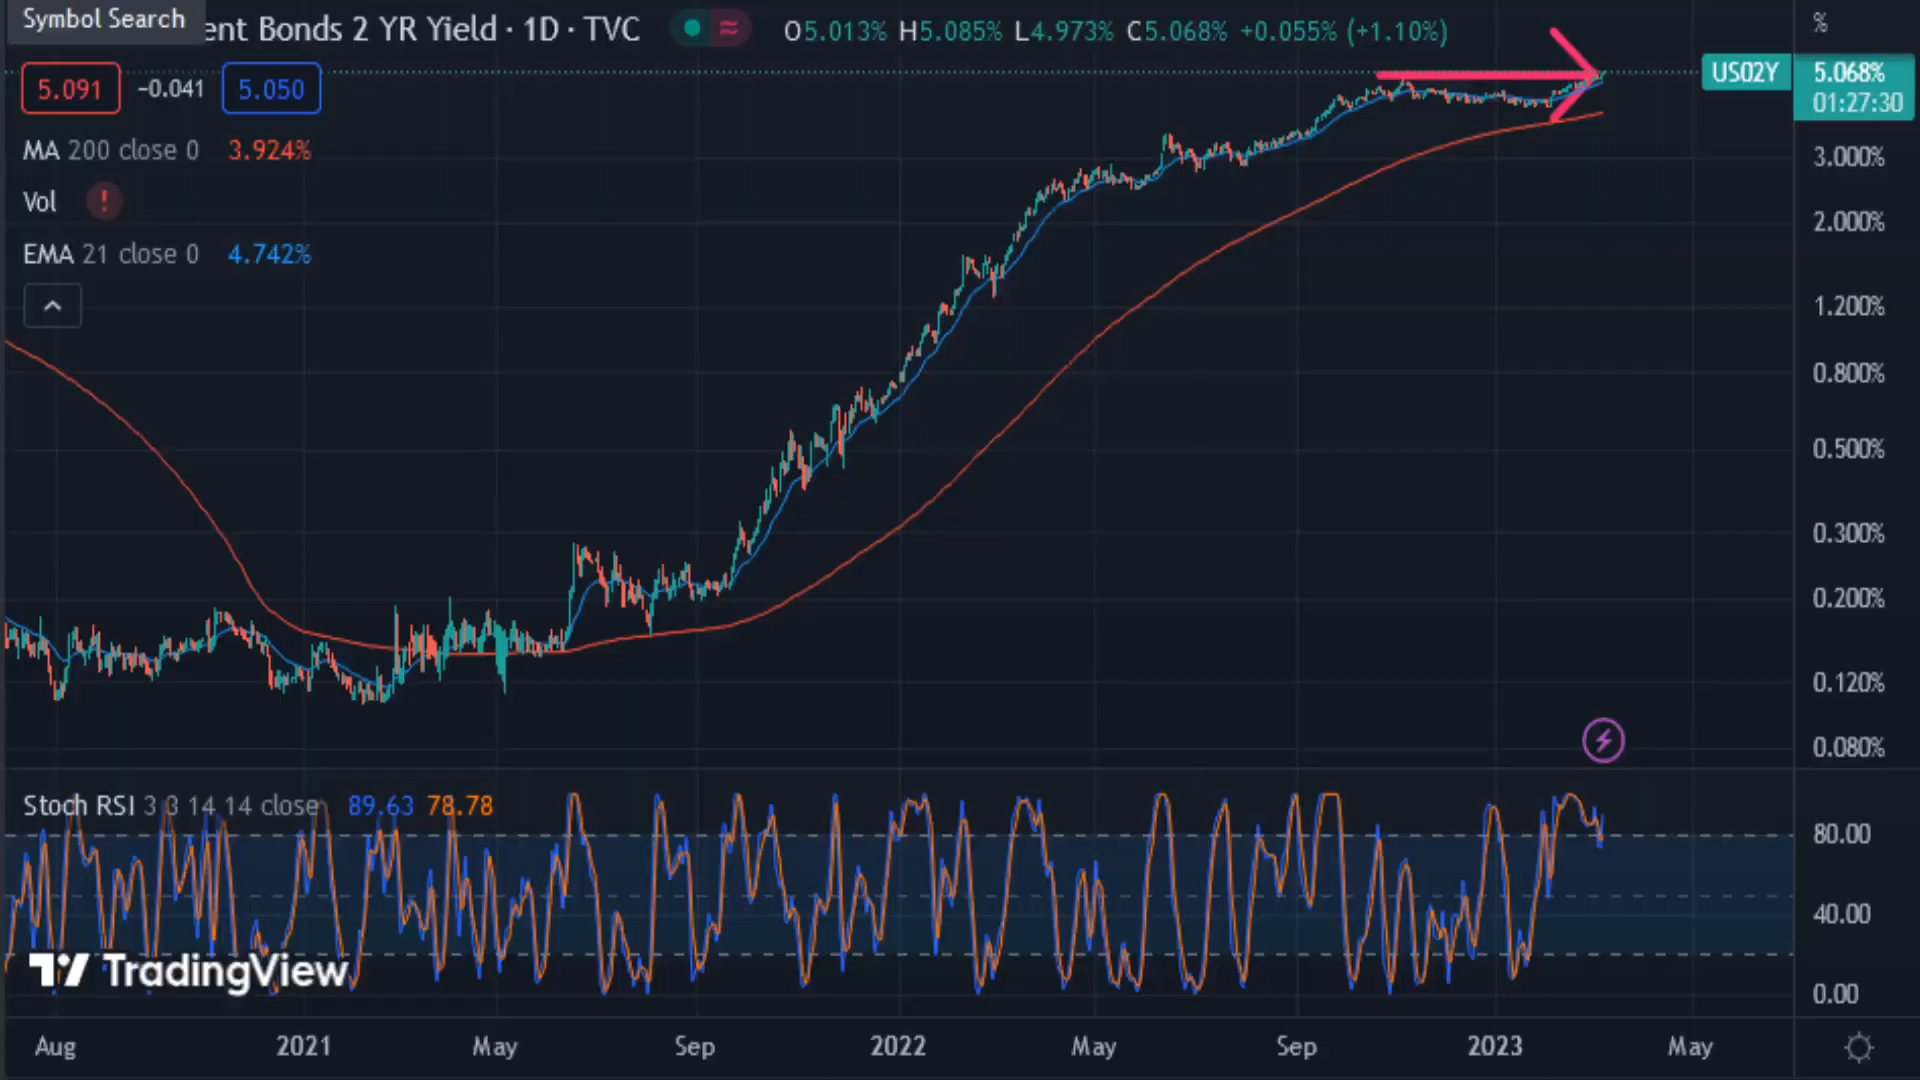 Symbol Search
ent Bonds 2 YR Yield · 1D · TVC
O5.013% H5.085% L4.973% C5.068% +0.055% (+1.10%)
%
5.091 −0.041 5.050
US02Y 5.068%
01:27:30
MA 200 close 0 3.924%
Vol !
EMA 21 close 0 4.742%
3.000%
2.000%
1.200%
0.800%
0.500%
0.300%
0.200%
0.120%
0.080%
Stoch RSI 3 3 14 14 close 89.63 78.78
80.00
40.00
0.00
TradingView
Aug 2021 May Sep 2022 May Sep 2023 May